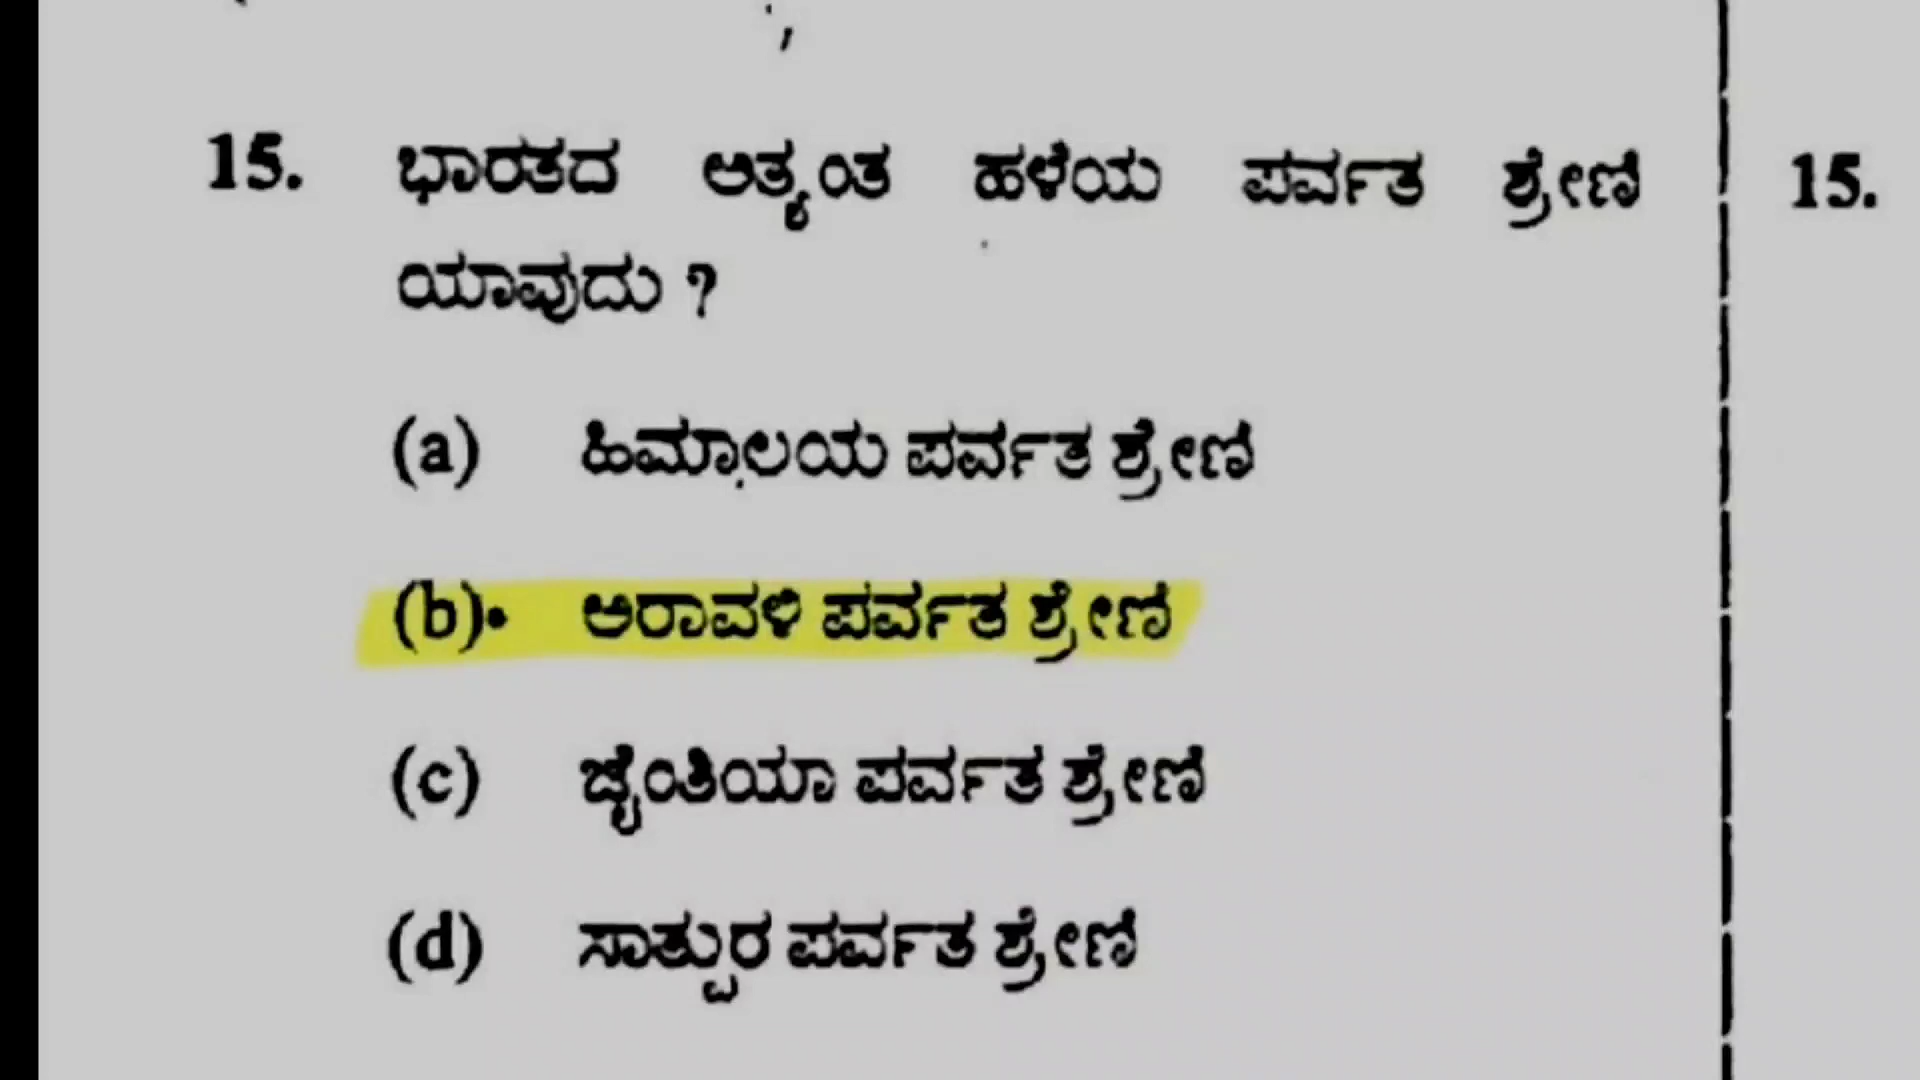 15. ಭಾರತದ ಅತ್ಯಂತ ಹಳೆಯ ಪರ್ವತ ಶ್ರೇಣಿ
ಯಾವುದು ?
(a) ಹಿಮಾಲಯ ಪರ್ವತ ಶ್ರೇಣಿ
(b) ಅರಾವಳಿ ಪರ್ವತ ಶ್ರೇಣಿ
(c) ಜೈಂತಿಯಾ ಪರ್ವತ ಶ್ರೇಣಿ
(d) ಸಾತ್ಪುರ ಪರ್ವತ ಶ್ರೇಣಿ
15.